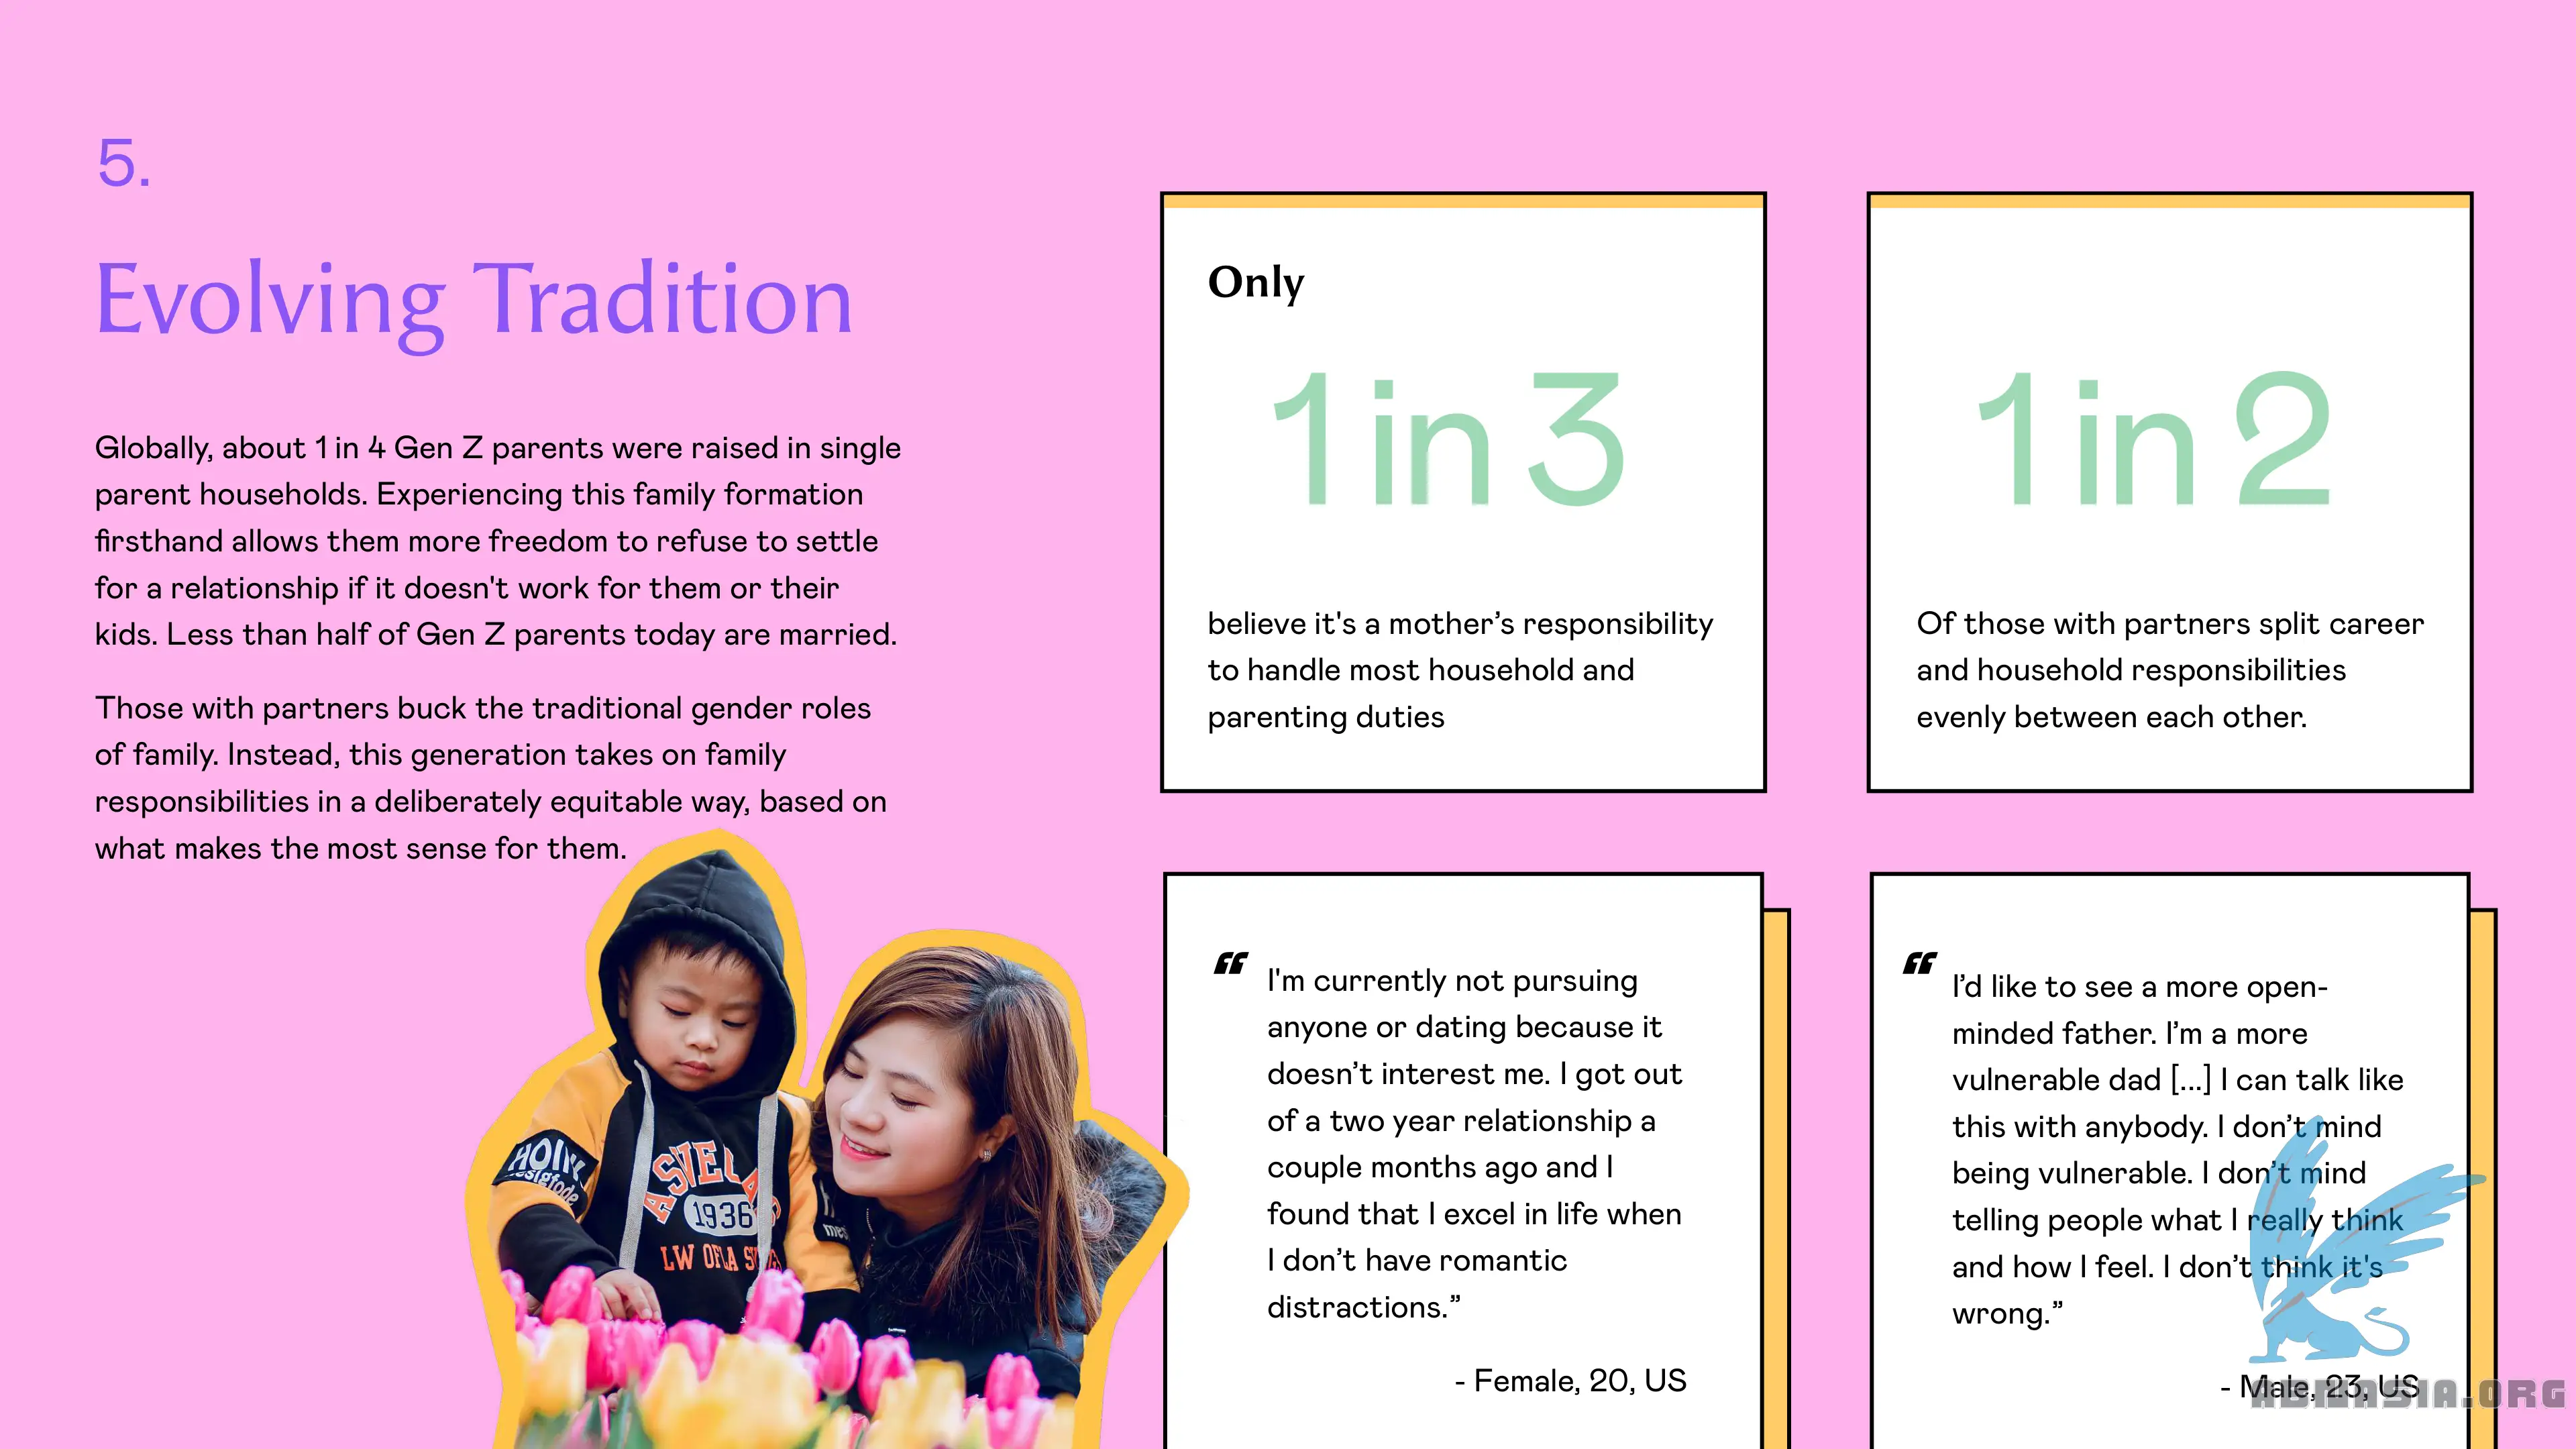 5.
Evolving Tradition
Globally, about 1 in 4 Gen Z parents were raised in single
parent households. Experiencing this family formation
firsthand allows them more freedom to refuse to settle
for a relationship if it doesn't work for them or their
kids. Less than half of Gen Z parents today are married.
Those with partners buck the traditional gender roles
of family. Instead, this generation takes on family
responsibilities in a deliberately equitable way, based on
what makes the most sense for them.
Only
1 in 3
believe it's a mother’s responsibility
to handle most household and
parenting duties
1 in 2
Of those with partners split career
and household responsibilities
evenly between each other.
“ I'm currently not pursuing
anyone or dating because it
doesn’t interest me. I got out
of a two year relationship a
couple months ago and I
found that I excel in life when
I don’t have romantic
distractions.”
- Female, 20, US
“ I’d like to see a more open-
minded father. I’m a more
vulnerable dad [...] I can talk like
this with anybody. I don’t mind
being vulnerable. I don’t mind
telling people what I really think
and how I feel. I don’t think it's
wrong.”
- Male, 23, US
1936
LW OF LA